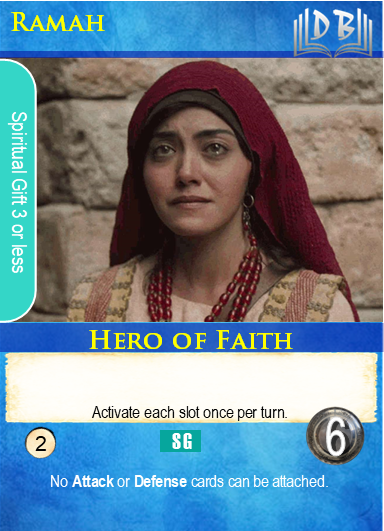 Ramah
DB
Spiritual Gift 3 or less
Hero of Faith
Activate each slot once per turn.
2
SG
6
No Attack or Defense cards can be attached.